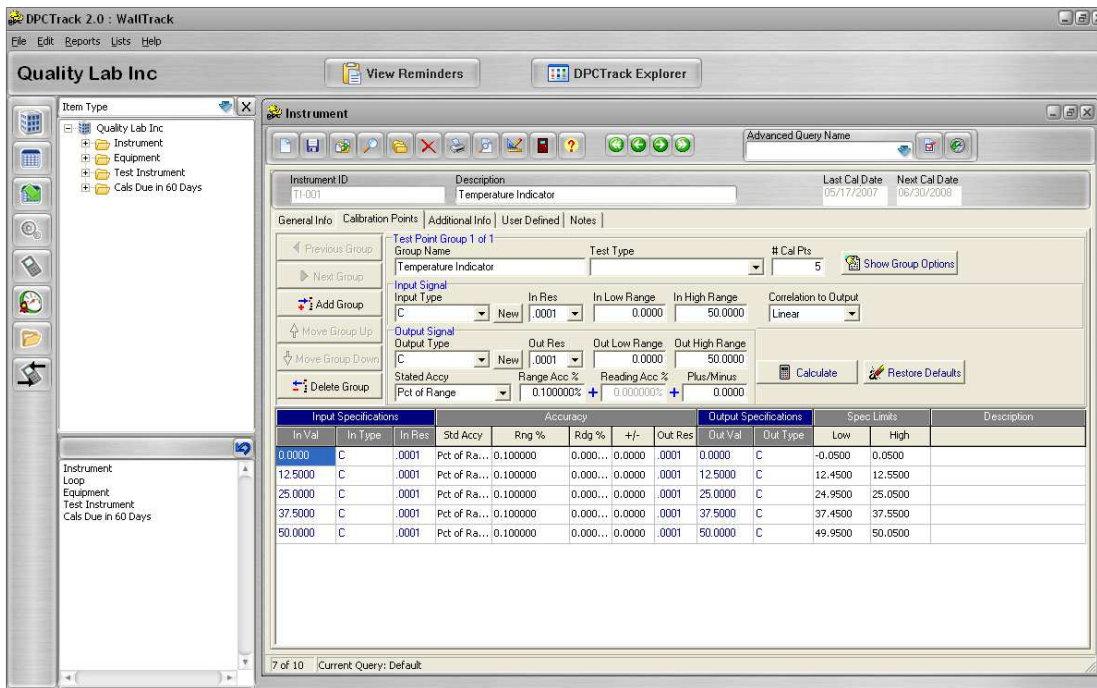 DPCTrack 2.0 : WallTrack
File Edit Reports Lists Help
Quality Lab Inc
View Reminders
DPCTrack Explorer
Item Type
Quality Lab Inc
Instrument
Equipment
Test Instrument
Cals Due in 60 Days
Instrument
Loop
Equipment
Test Instrument
Cals Due in 60 Days
Instrument
Advanced Query Name
Instrument ID Description Last Cal Date Next Cal Date
TI-001 Temperature Indicator 05/17/2007 06/30/2008
General Info Calibration Points Additional Info User Defined Notes
Previous Group
Next Group
Add Group
Move Group Up
Move Group Down
Delete Group
Test Point Group 1 of 1
Group Name Test Type # Cal Pts
Temperature Indicator 5 Show Group Options
Input Signal
Input Type In Res In Low Range In High Range Correlation to Output
C New .0001 0.0000 50.0000 Linear
Output Signal
Output Type Out Res Out Low Range Out High Range
C New .0001 0.0000 50.0000
Stated Accy Range Acc % Reading Acc % Plus/Minus
Pct of Range 0.100000% + 0.000000% + 0.0000
Calculate Restore Defaults
Input Specifications Accuracy Output Specifications Spec Limits Description
In Val In Type In Res Std Accy Rng % Rdg % +/- Out Res Out Val Out Type Low High
0.0000 C .0001 Pct of Ra... 0.100000 0.000... 0.0000 .0001 0.0000 C -0.0500 0.0500
12.5000 C .0001 Pct of Ra... 0.100000 0.000... 0.0000 .0001 12.5000 C 12.4500 12.5500
25.0000 C .0001 Pct of Ra... 0.100000 0.000... 0.0000 .0001 25.0000 C 24.9500 25.0500
37.5000 C .0001 Pct of Ra... 0.100000 0.000... 0.0000 .0001 37.5000 C 37.4500 37.5500
50.0000 C .0001 Pct of Ra... 0.100000 0.000... 0.0000 .0001 50.0000 C 49.9500 50.0500
7 of 10 Current Query: Default